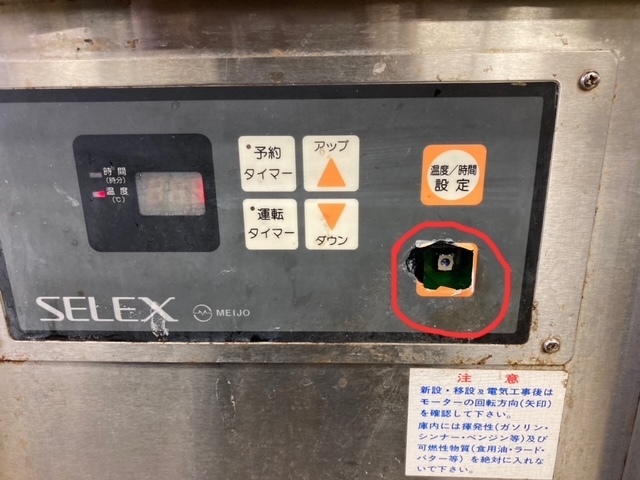 時間
(時分)
温度
(℃)
予約
タイマー
アップ
運転
タイマー
ダウン
温度/時間
設定
SELEX
MEIJO
注意
新設・移設及電気工事後は
モーターの回転方向(矢印)
を確認して下さい。
庫内には揮発性(ガソリン・
シンナー・ベンジン等)及び
可燃性物質(食用油・ラード・
バター等)を絶対に入れな
いで下さい。